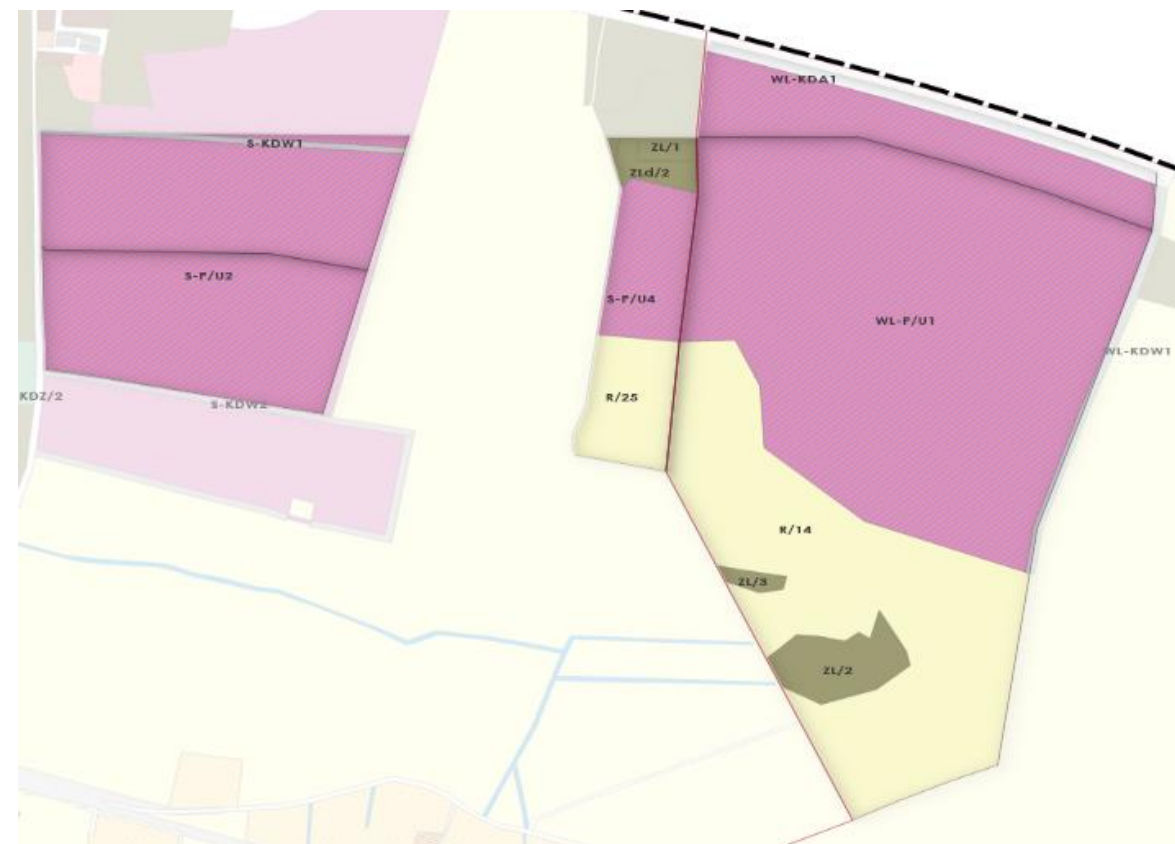 WL-KDA1
S-KDW1
ZL/1
ZLd/2
S-P/U2
S-P/U4
WL-P/U1
WL-KDW1
KDZ/2
S-KDW2
R/25
R/14
ZL/3
ZL/2